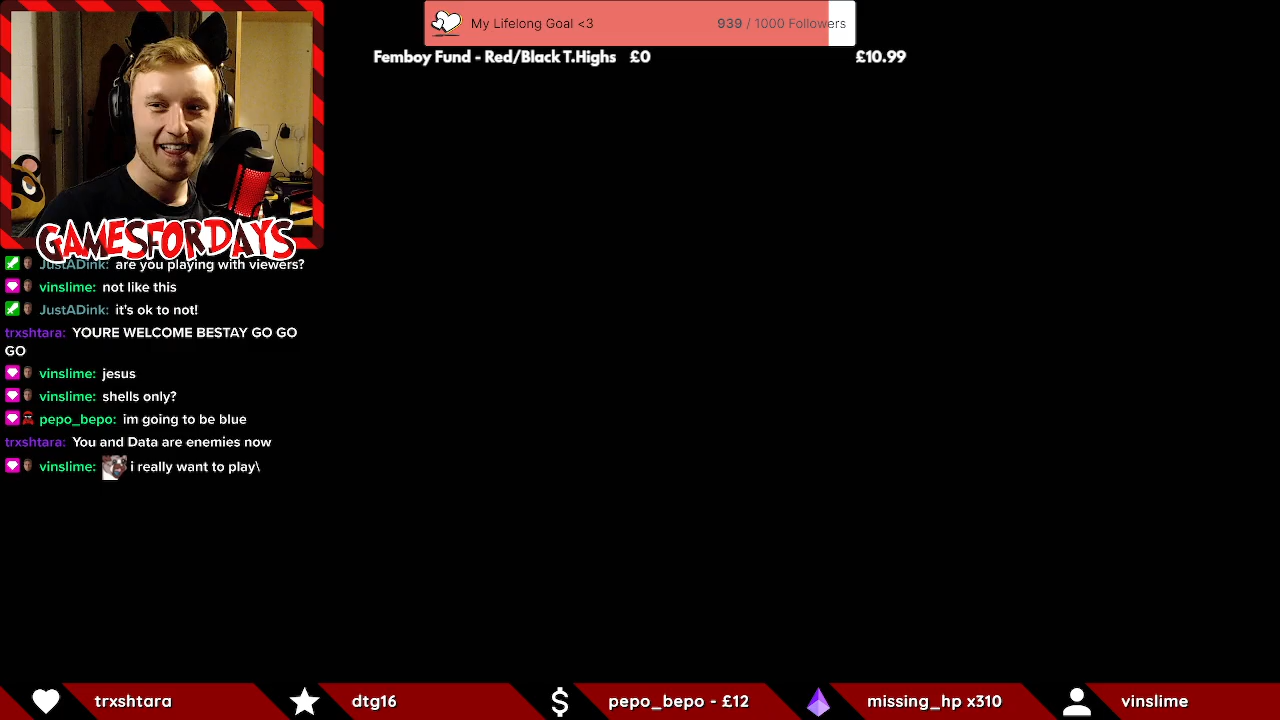 My Lifelong Goal <3 939 / 1000 Followers
Femboy Fund - Red/Black T.Highs £0 £10.99
GAMESFORDAYS
JustADink: are you playing with viewers?
vinslime: not like this
JustADink: it's ok to not!
trxshtara: YOURE WELCOME BESTAY GO GO
GO
vinslime: jesus
vinslime: shells only?
pepo_bepo: im going to be blue
trxshtara: You and Data are enemies now
vinslime: i really want to play\
trxshtara dtg16 pepo_bepo - £12 missing_hp x310 vinslime